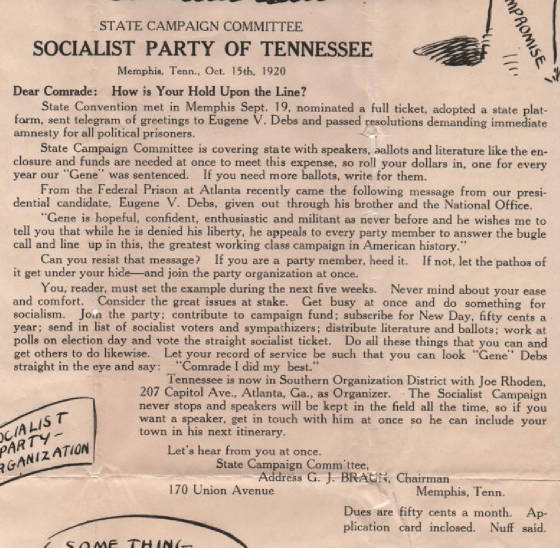 STATE CAMPAIGN COMMITTEE
SOCIALIST PARTY OF TENNESSEE
Memphis, Tenn., Oct. 15th, 1920
Dear Comrade: How is Your Hold Upon the Line?
State Convention met in Memphis Sept. 19, nominated a full ticket, adopted a state plat-
form, sent telegram of greetings to Eugene V. Debs and passed resolutions demanding immediate
amnesty for all political prisoners.
State Campaign Committee is covering state with speakers, ballots and literature like the en-
closure and funds are needed at once to meet this expense, so roll your dollars in, one for every
year our "Gene" was sentenced. If you need more ballots, write for them.
From the Federal Prison at Atlanta recently came the following message from our presi-
dential candidate, Eugene V. Debs, given out through his brother and the National Office.
"Gene is hopeful, confident, enthusiastic and militant as never before and he wishes me to
tell you that while he is denied his liberty, he appeals to every party member to answer the bugle
call and line up in this, the greatest working class campaign in American history."
Can you resist that message? If you are a party member, heed it. If not, let the pathos of
it get under your hide—and join the party organization at once.
You, reader, must set the example during the next five weeks. Never mind about your ease
and comfort. Consider the great issues at stake. Get busy at once and do something for
socialism. Join the party; contribute to campaign fund; subscribe for New Day, fifty cents a
year; send in list of socialist voters and sympathizers; distribute literature and ballots; work at
polls on election day and vote the straight socialist ticket. Do all these things that you can and
get others to do likewise. Let your record of service be such that you can look "Gene" Debs
straight in the eye and say: "Comrade I did my best."
Tennessee is now in Southern Organization District with Joe Rhoden,
207 Capitol Ave., Atlanta, Ga., as Organizer. The Socialist Campaign
never stops and speakers will be kept in the field all the time, so if you
want a speaker, get in touch with him at once so he can include your
town in his next itinerary.
Let's hear from you at once.
State Campaign Committee,
Address G. J. BRAUN, Chairman
170 Union Avenue Memphis, Tenn.
Dues are fifty cents a month. Ap-
plication card inclosed. Nuff said.
OMPROMISE
OCIALIST
PARTY—
RGANIZATION
SOME THING